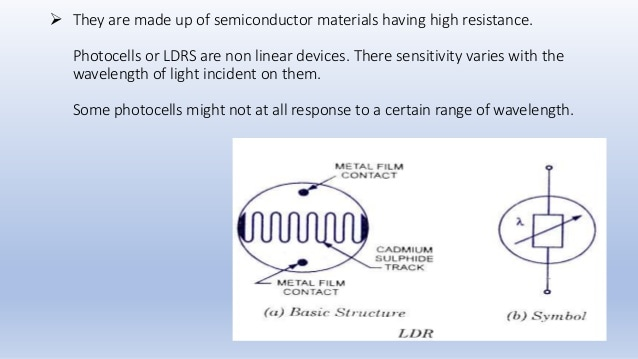 ➢ They are made up of semiconductor materials having high resistance.
Photocells or LDRS are non linear devices. There sensitivity varies with the
wavelength of light incident on them.
Some photocells might not at all response to a certain range of wavelength.
METAL FILM
CONTACT
CADMIUM
SULPHIDE
TRACK
METAL FILM
CONTACT
(a) Basic Structure
λ
(b) Symbol
LDR